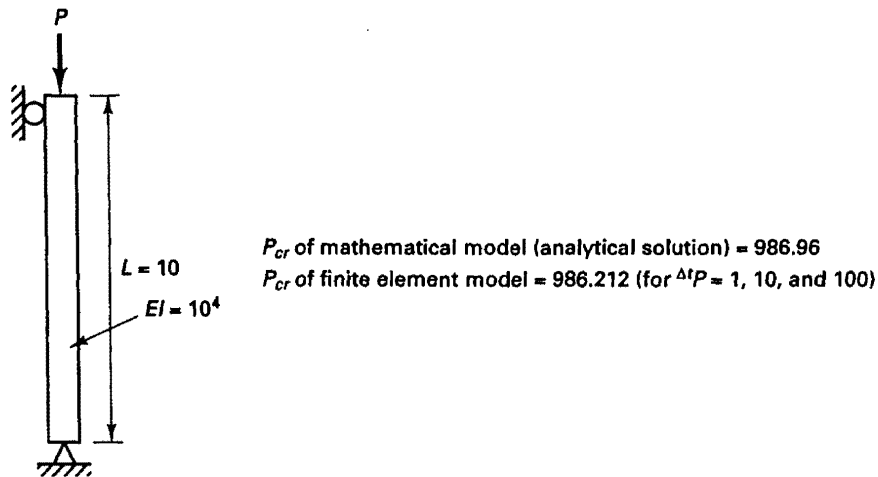 P
P_cr of mathematical model (analytical solution) = 986.96
L = 10
P_cr of finite element model = 986.212 (for ^Δt P = 1, 10, and 100)
EI = 10⁴